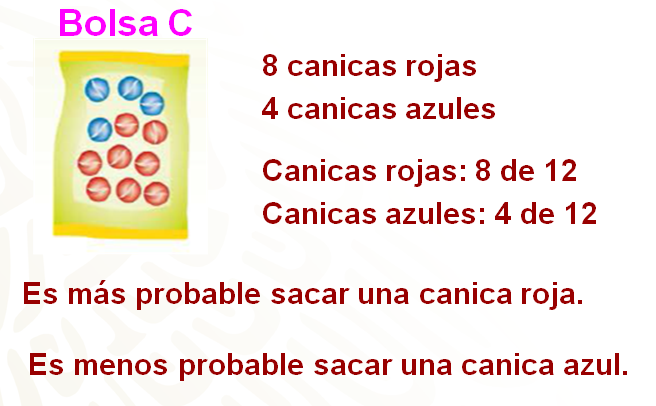 Bolsa C
8 canicas rojas
4 canicas azules
Canicas rojas: 8 de 12
Canicas azules: 4 de 12
Es más probable sacar una canica roja.
Es menos probable sacar una canica azul.